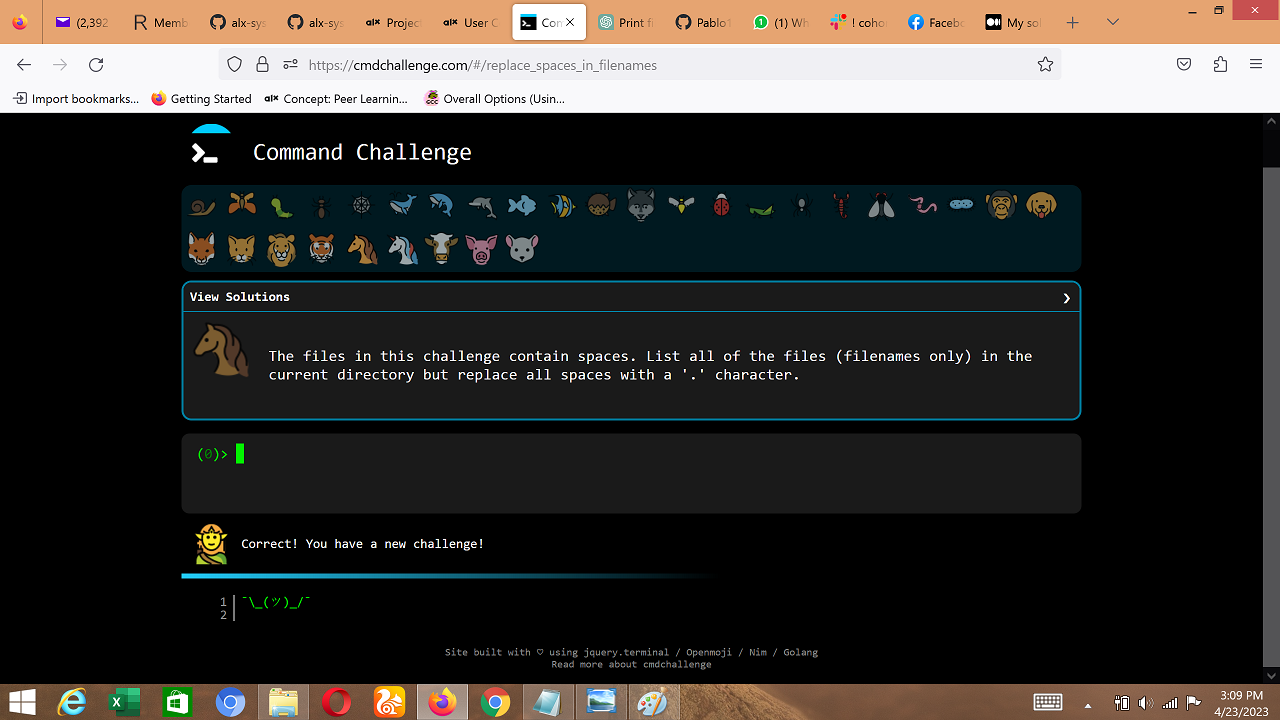 (2,392
Memb
alx-sys
alx-sys
alx Projec
alx User C
Con
Print fi
Pablo1
(1) Wh
! coho
Faceb
My sol
https://cmdchallenge.com/#/replace_spaces_in_filenames
Import bookmarks...
Getting Started
alx Concept: Peer Learnin...
Overall Options (Usin...
Command Challenge
View Solutions
The files in this challenge contain spaces. List all of the files (filenames only) in the
current directory but replace all spaces with a '.' character.
(0)>
Correct! You have a new challenge!
1 ¯\_(ツ)_/¯
2
Site built with ♡ using jquery.terminal / Openmoji / Nim / Golang
Read more about cmdchallenge
3:09 PM
4/23/2023